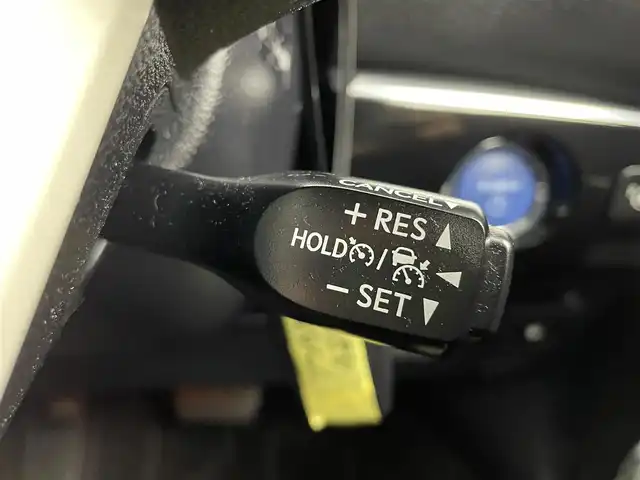 CANCEL
+ RES
HOLD /
− SET